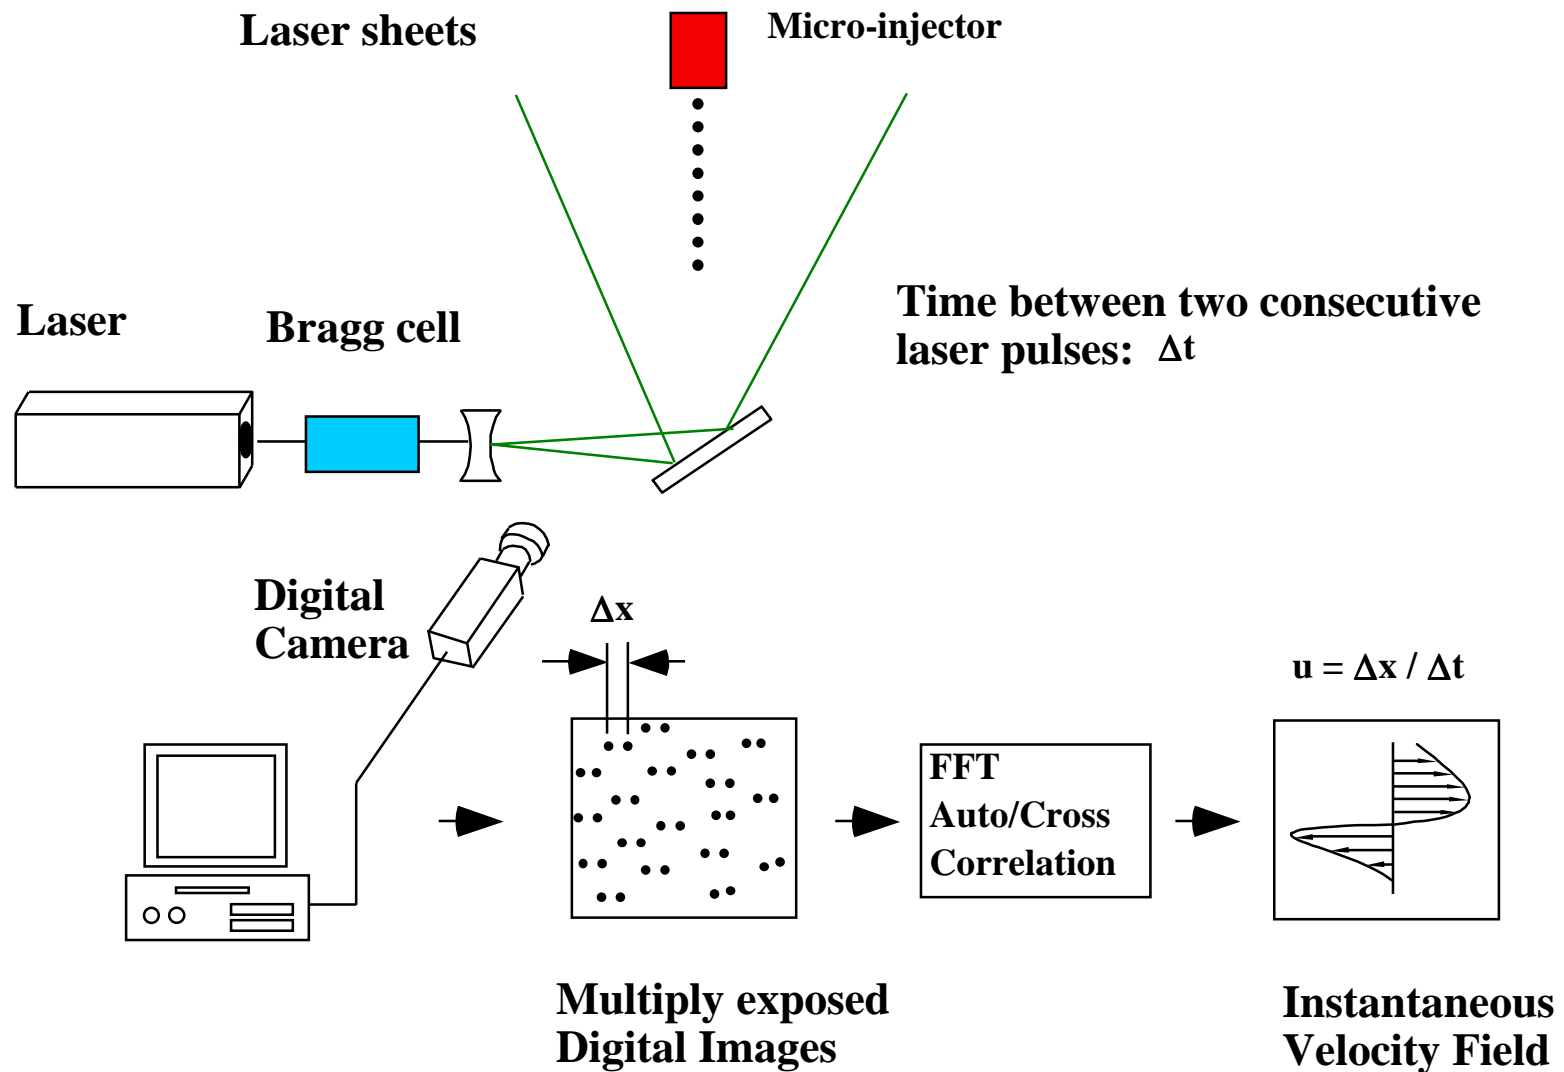 Laser sheets
Micro-injector
Laser
Bragg cell
Time between two consecutive
laser pulses: Δt
Digital
Camera
Δx
u = Δx / Δt
FFT
Auto/Cross
Correlation
Multiply exposed
Digital Images
Instantaneous
Velocity Field